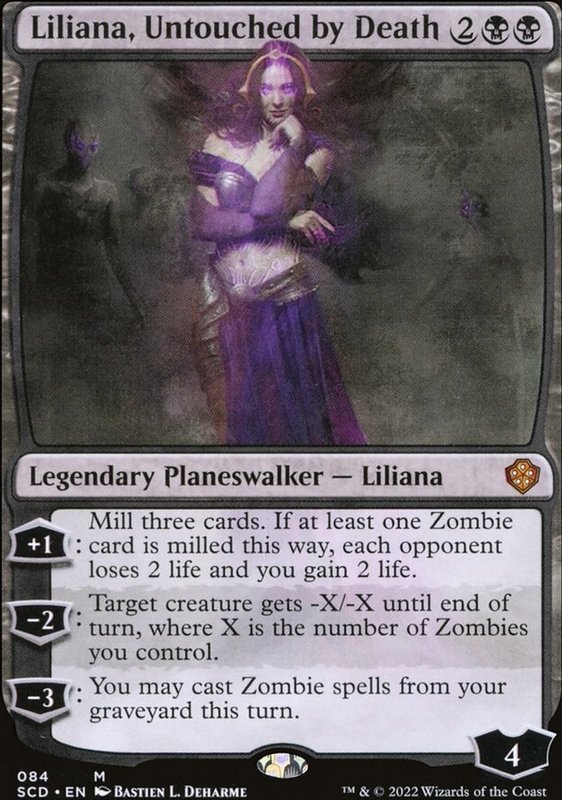 Liliana, Untouched by Death 2
Legendary Planeswalker — Liliana
+1: Mill three cards. If at least one Zombie
card is milled this way, each opponent
loses 2 life and you gain 2 life.
-2: Target creature gets -X/-X until end of
turn, where X is the number of Zombies
you control.
-3: You may cast Zombie spells from your
graveyard this turn.
4
084 M
SCD • EN Bastien L. Deharme
™ & © 2022 Wizards of the Coast